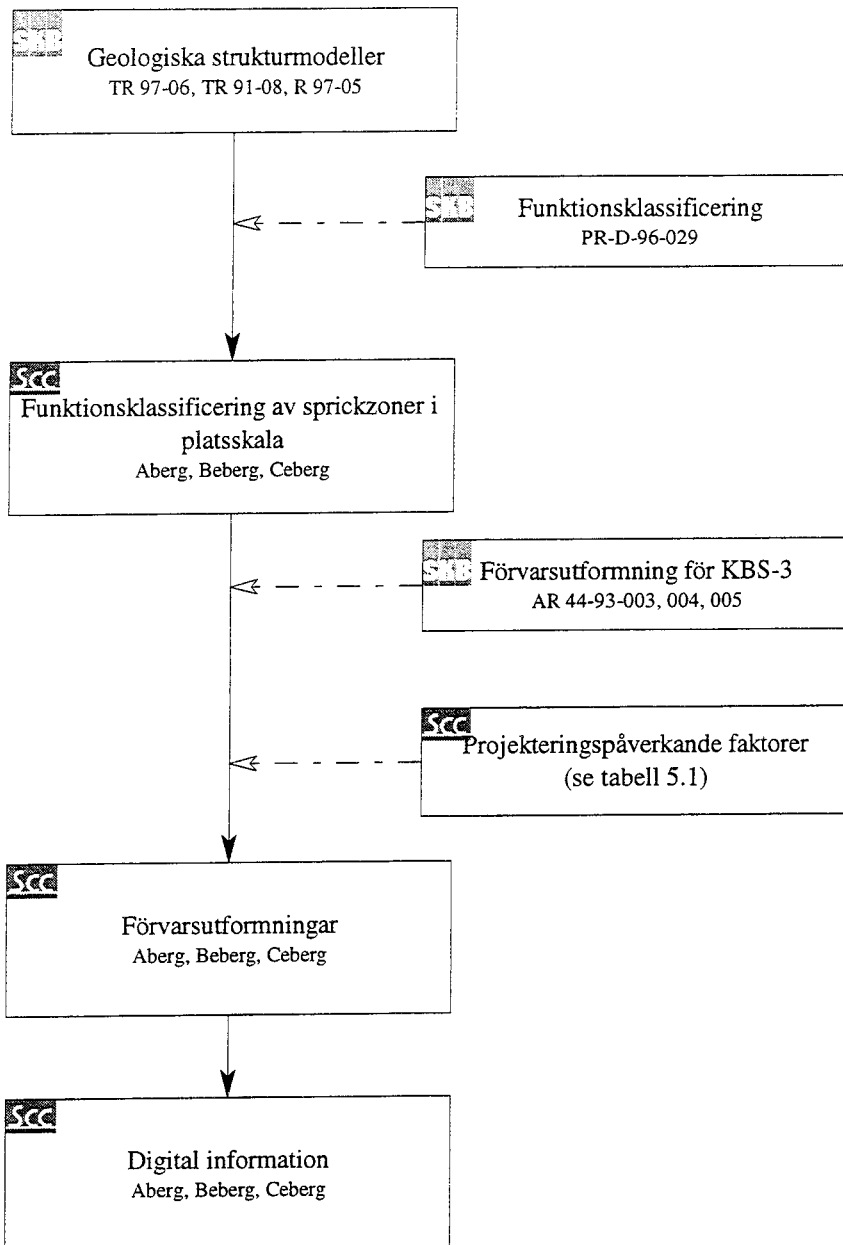 SKB
Geologiska strukturmodeller
TR 97-06, TR 91-08, R 97-05
SKB
Funktionsklassificering
PR-D-96-029
SCC
Funktionsklassificering av sprickzoner i
platsskala
Aberg, Beberg, Ceberg
SKB
Förvarsutformning för KBS-3
AR 44-93-003, 004, 005
SCC
Projekteringspåverkande faktorer
(se tabell 5.1)
SCC
Förvarsutformningar
Aberg, Beberg, Ceberg
SCC
Digital information
Aberg, Beberg, Ceberg